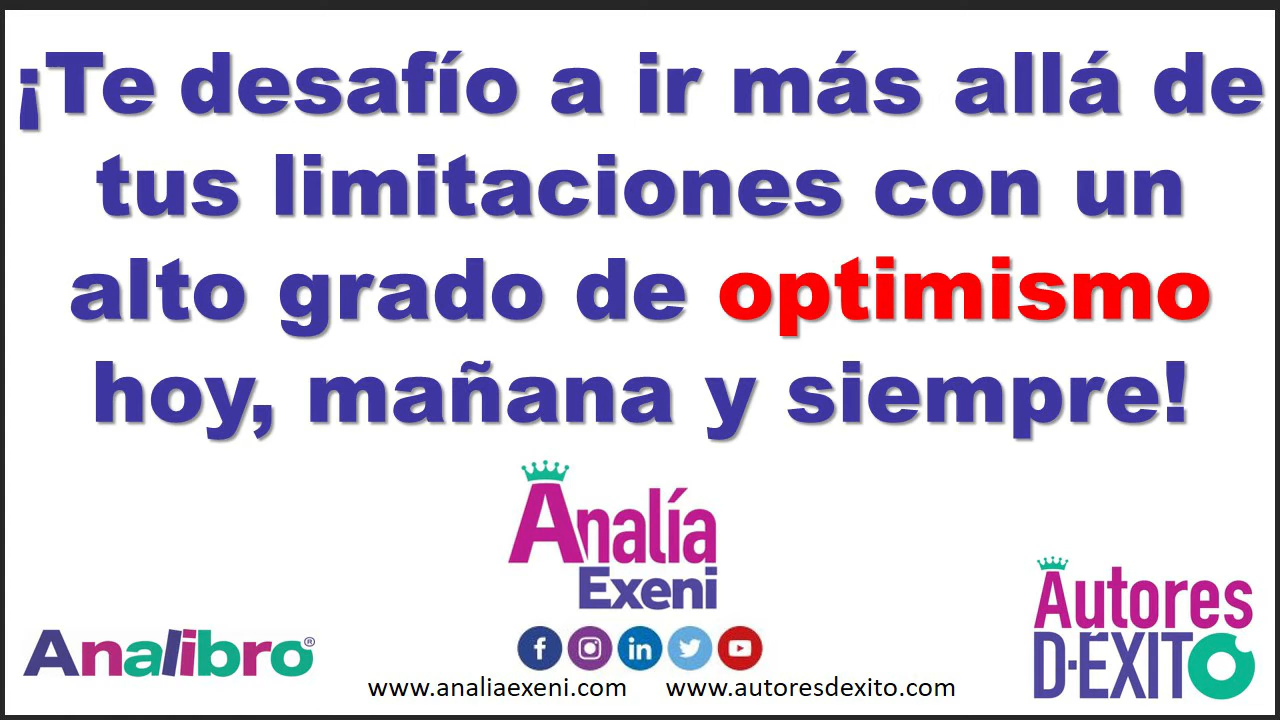 ¡Te desafío a ir más allá de
tus limitaciones con un
alto grado de optimismo
hoy, mañana y siempre!
Analía
Exeni
Autores
D·ÉXITO
Analibro®
www.analiaexeni.com
www.autoresdexito.com